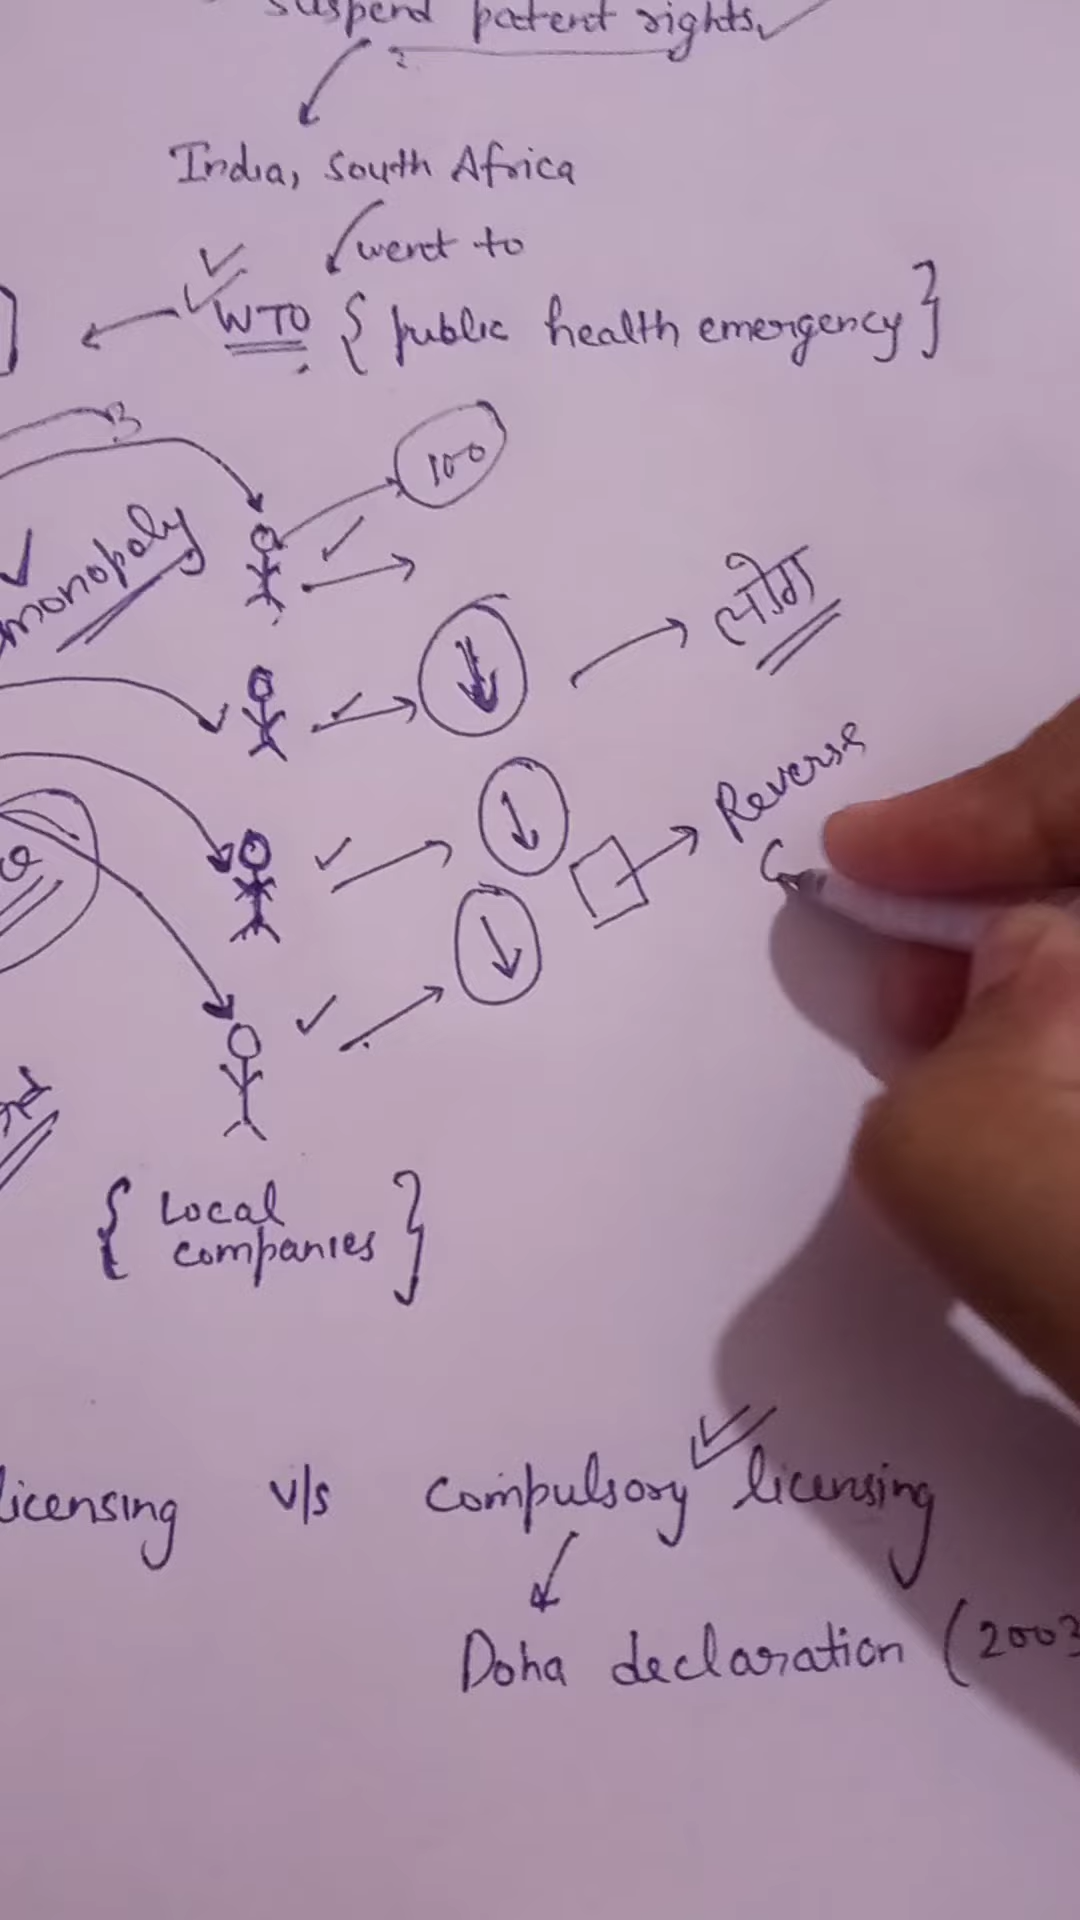 suspend patent rights
India, South Africa
went to
WTO { public health emergency }
100
monopoly
लोग
Reverse
{ Local
companies }
licensing v/s compulsory licensing
Doha declaration (2003